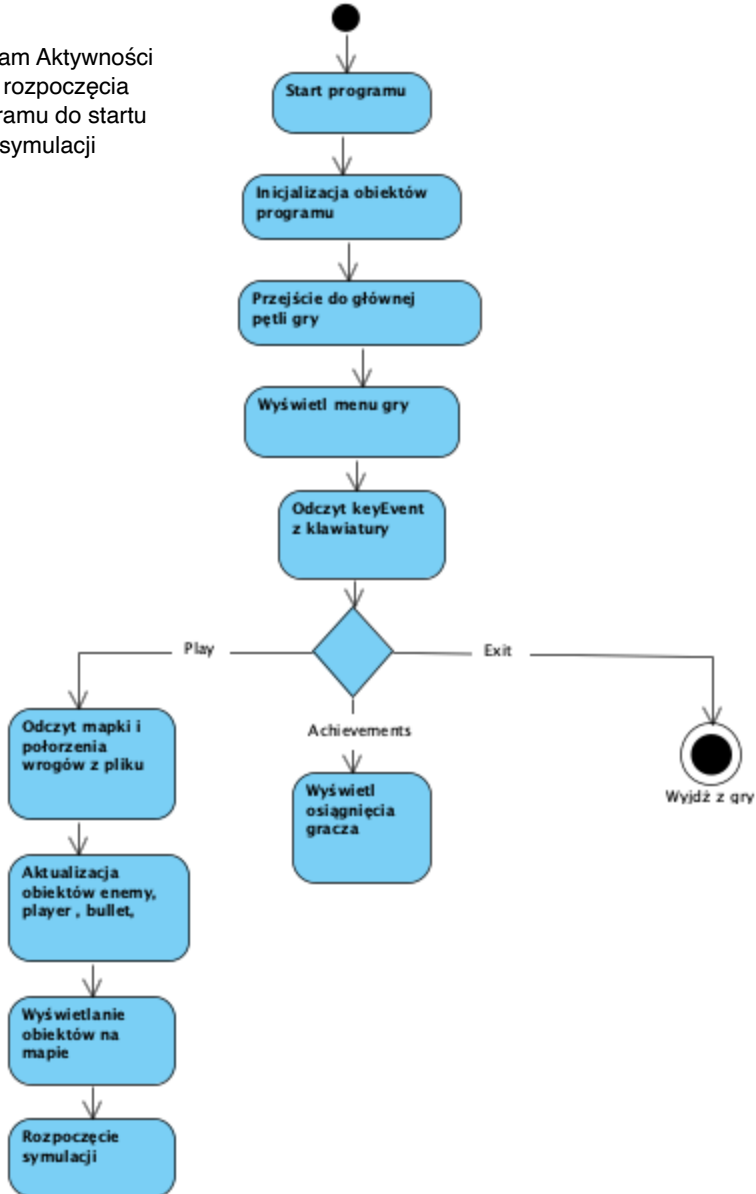 am Aktywności
rozpoczęcia
ramu do startu
symulacji
Start programu
Inicjalizacja obiektów
programu
Przejście do głównej
pętli gry
Wyświetl menu gry
Odczyt keyEvent
z klawiatury
Play
Exit
Achievements
Odczyt mapki i
połorzenia
wrogów z pliku
Wyświetl
osiągnięcia
gracza
Wyjdż z gry
Aktualizacja
obiektów enemy,
player , bullet,
Wyświetlanie
obiektów na
mapie
Rozpoczęcie
symulacji